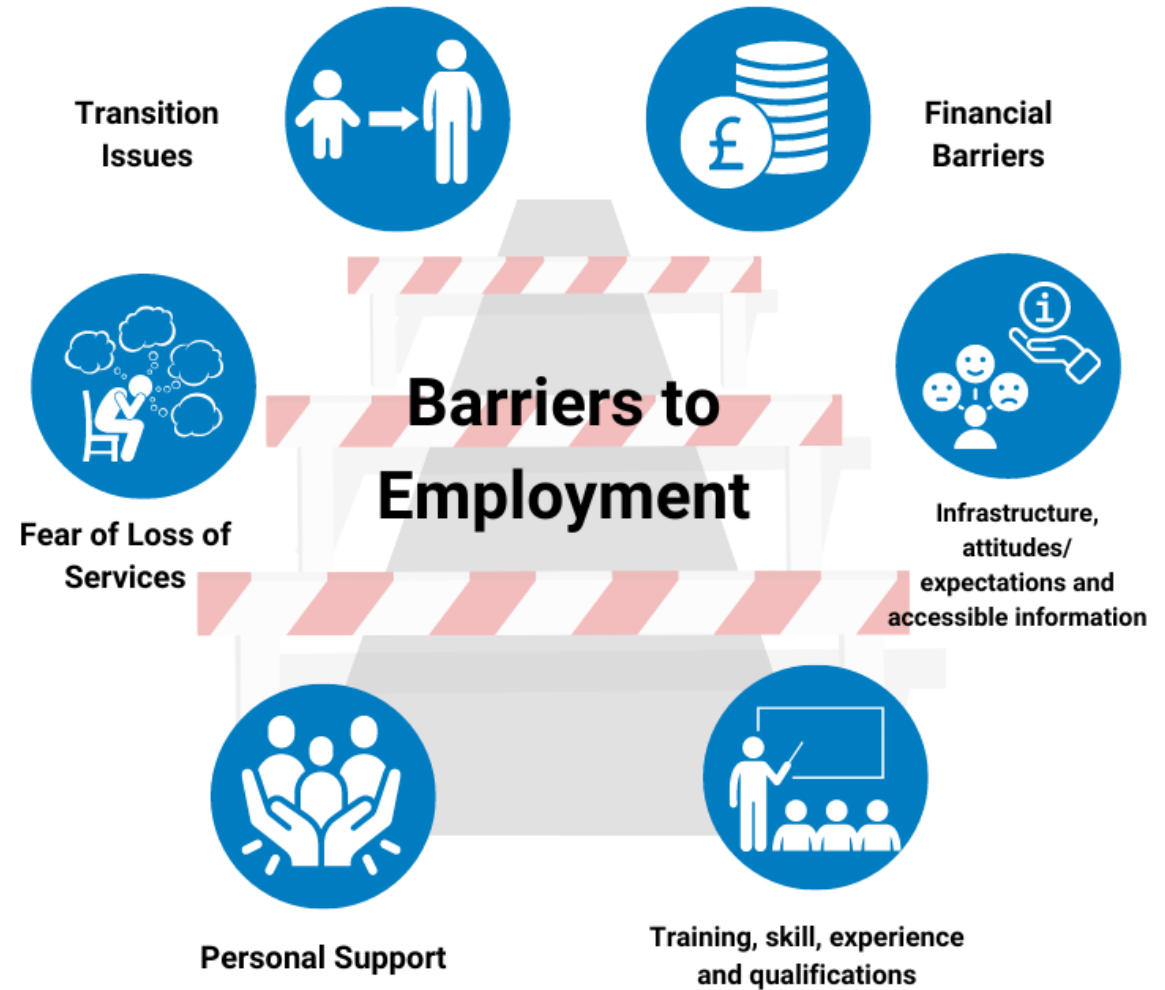 Transition
Issues
£
Financial
Barriers
i
Barriers to
Employment
Fear of Loss of
Services
Infrastructure,
attitudes/
expectations and
accessible information
Personal Support
Training, skill, experience
and qualifications